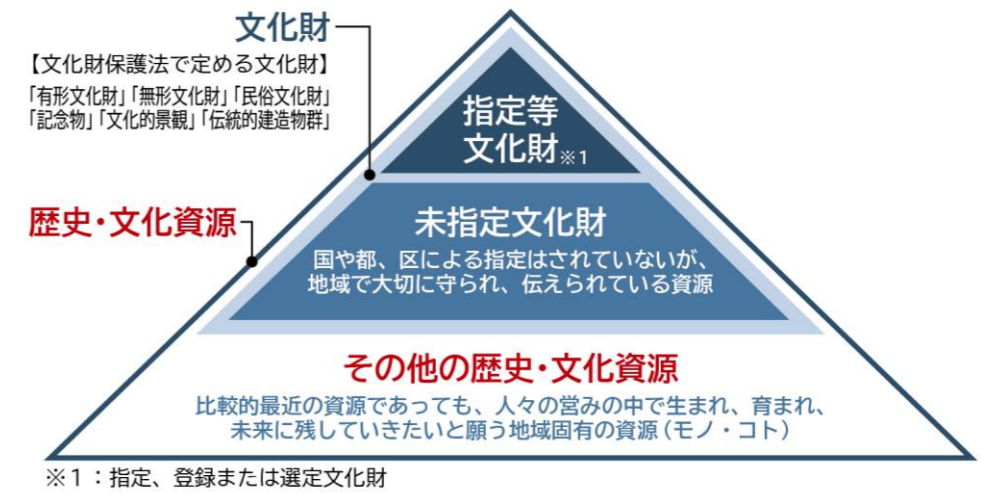 文化財
【文化財保護法で定める文化財】
「有形文化財」「無形文化財」「民俗文化財」
「記念物」「文化的景観」「伝統的建造物群」
指定等
文化財※1
歴史・文化資源
未指定文化財
国や都、区による指定はされていないが、
地域で大切に守られ、伝えられている資源
その他の歴史・文化資源
比較的最近の資源であっても、人々の営みの中で生まれ、育まれ、
未来に残していきたいと願う地域固有の資源（モノ・コト）
※1：指定、登録または選定文化財